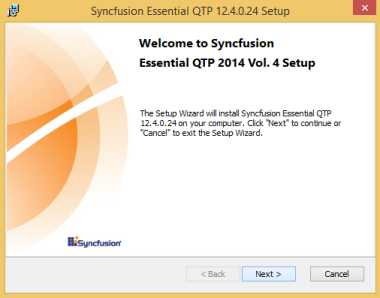 Syncfusion Essential QTP 12.4.0.24 Setup
Welcome to Syncfusion
Essential QTP 2014 Vol. 4 Setup
The Setup Wizard will install Syncfusion Essential QTP
12.4.0.24 on your computer. Click "Next" to continue or
"Cancel" to exit the Setup Wizard.
Syncfusion
< Back
Next >
Cancel